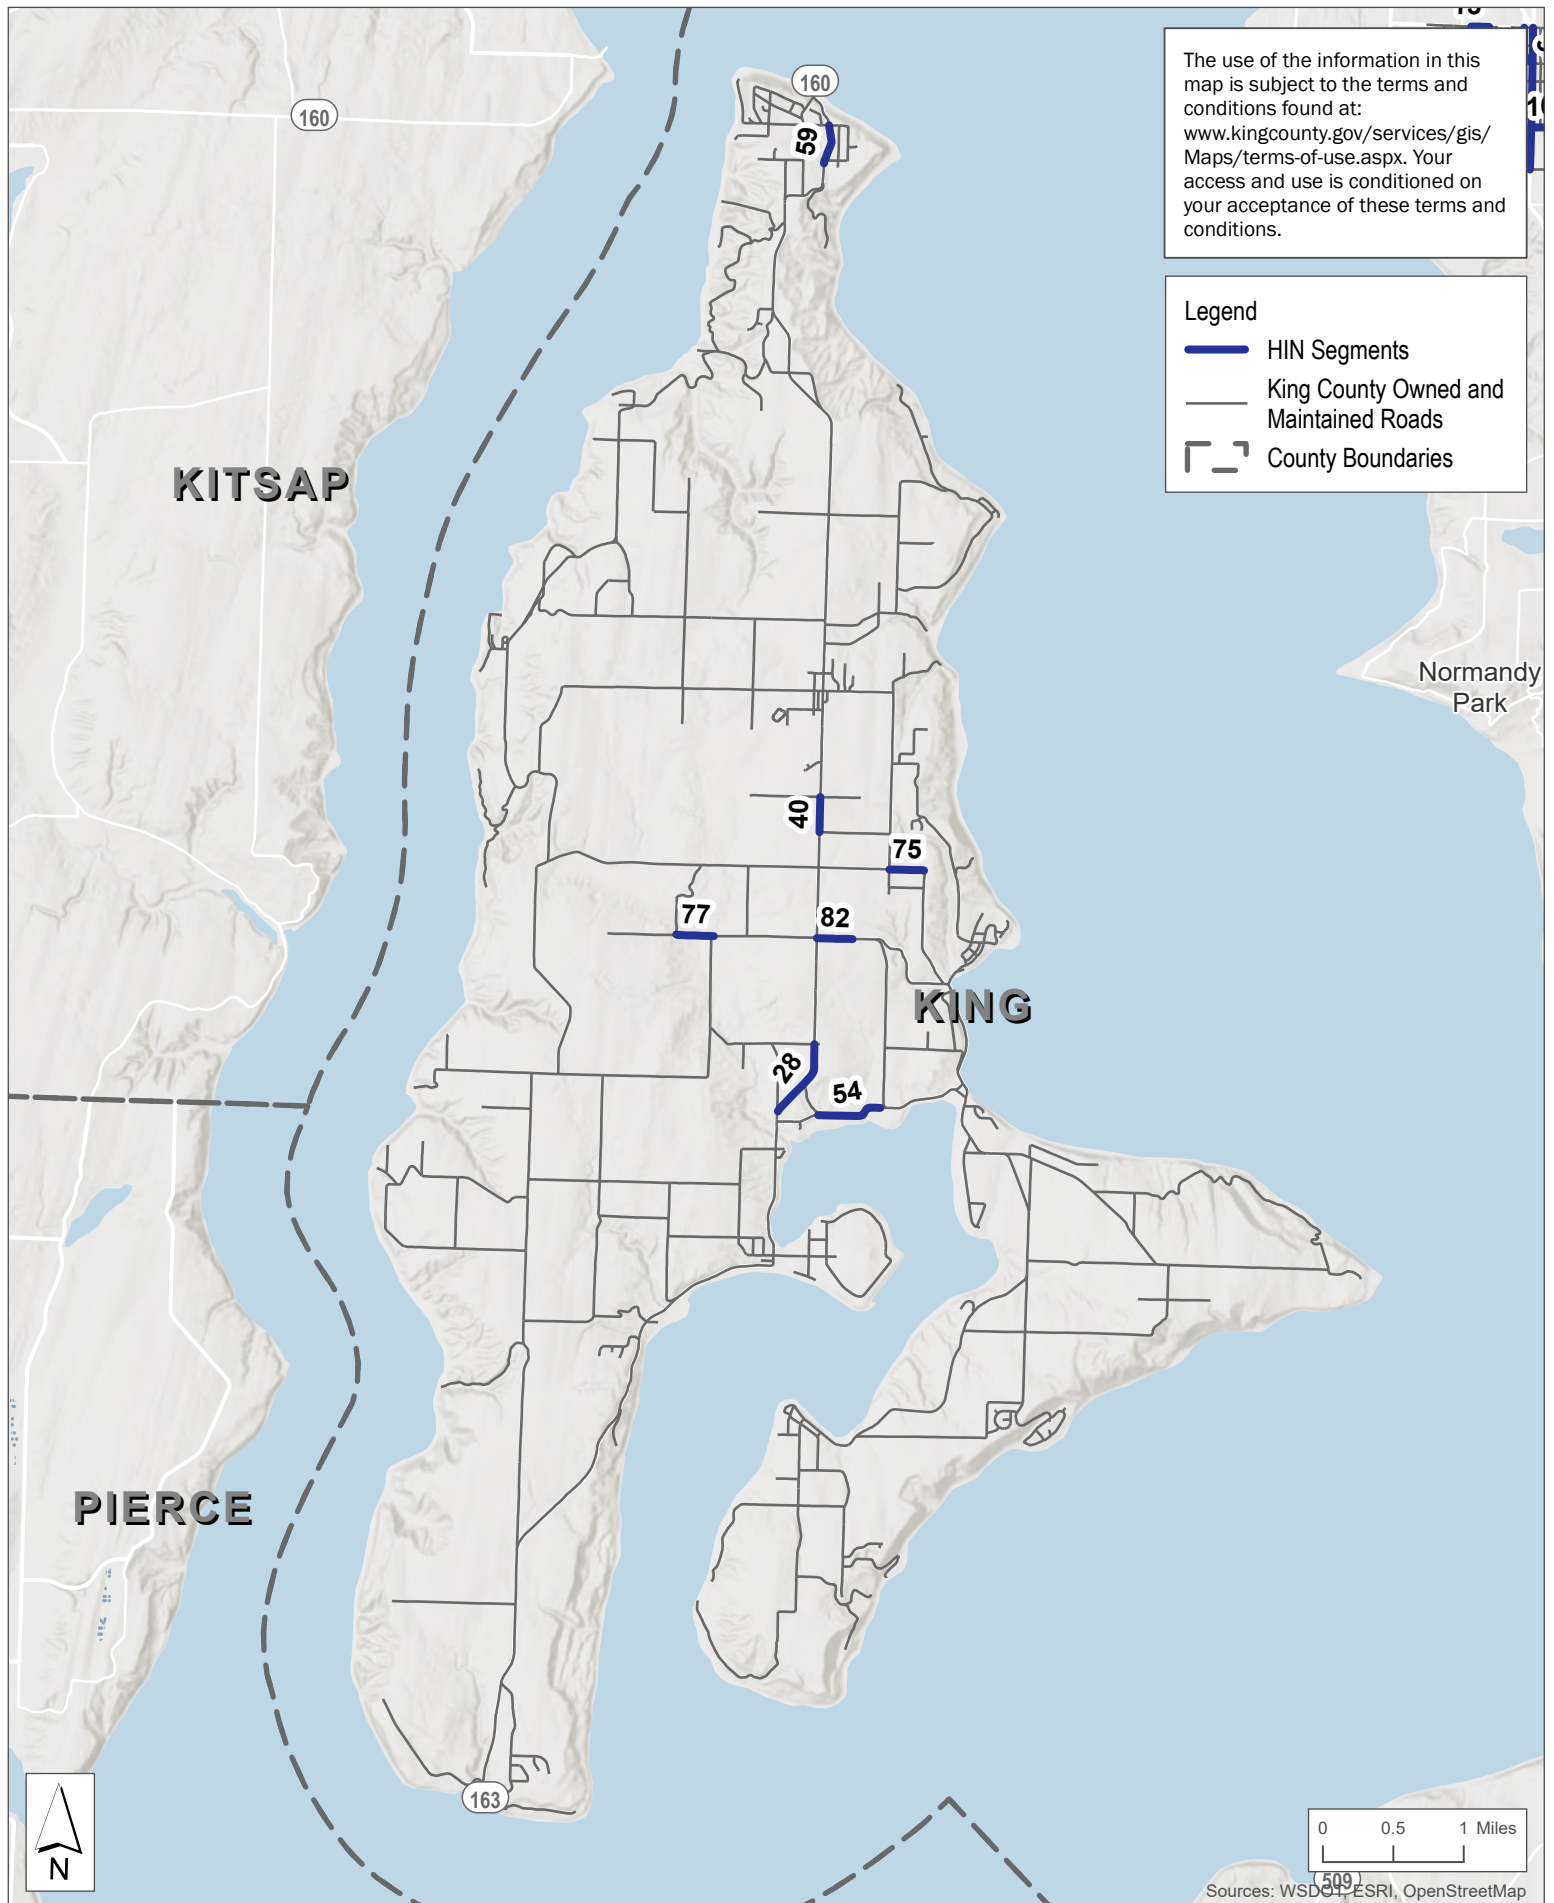 160
160
The use of the information in this
map is subject to the terms and
conditions found at:
www.kingcounty.gov/services/gis/
Maps/terms-of-use.aspx. Your
access and use is conditioned on
your acceptance of these terms and
conditions.
59
Legend
HIN Segments
King County Owned and
Maintained Roads
County Boundaries
KITSAP
Normandy
Park
40
75
77
82
KING
28
54
PIERCE
163
N
0 0.5 1 Miles
509
Sources: WSDOT, ESRI, OpenStreetMap